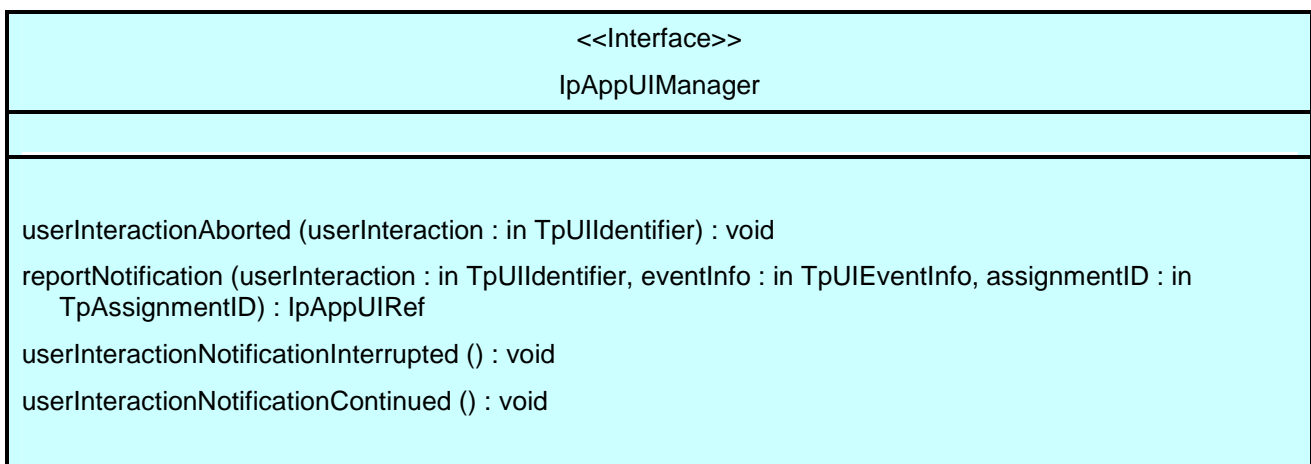 <<Interface>>
IpAppUIManager
userInteractionAborted (userInteraction : in TpUIIdentifier) : void
reportNotification (userInteraction : in TpUIIdentifier, eventInfo : in TpUIEventInfo, assignmentID : in
TpAssignmentID) : IpAppUIRef
userInteractionNotificationInterrupted () : void
userInteractionNotificationContinued () : void